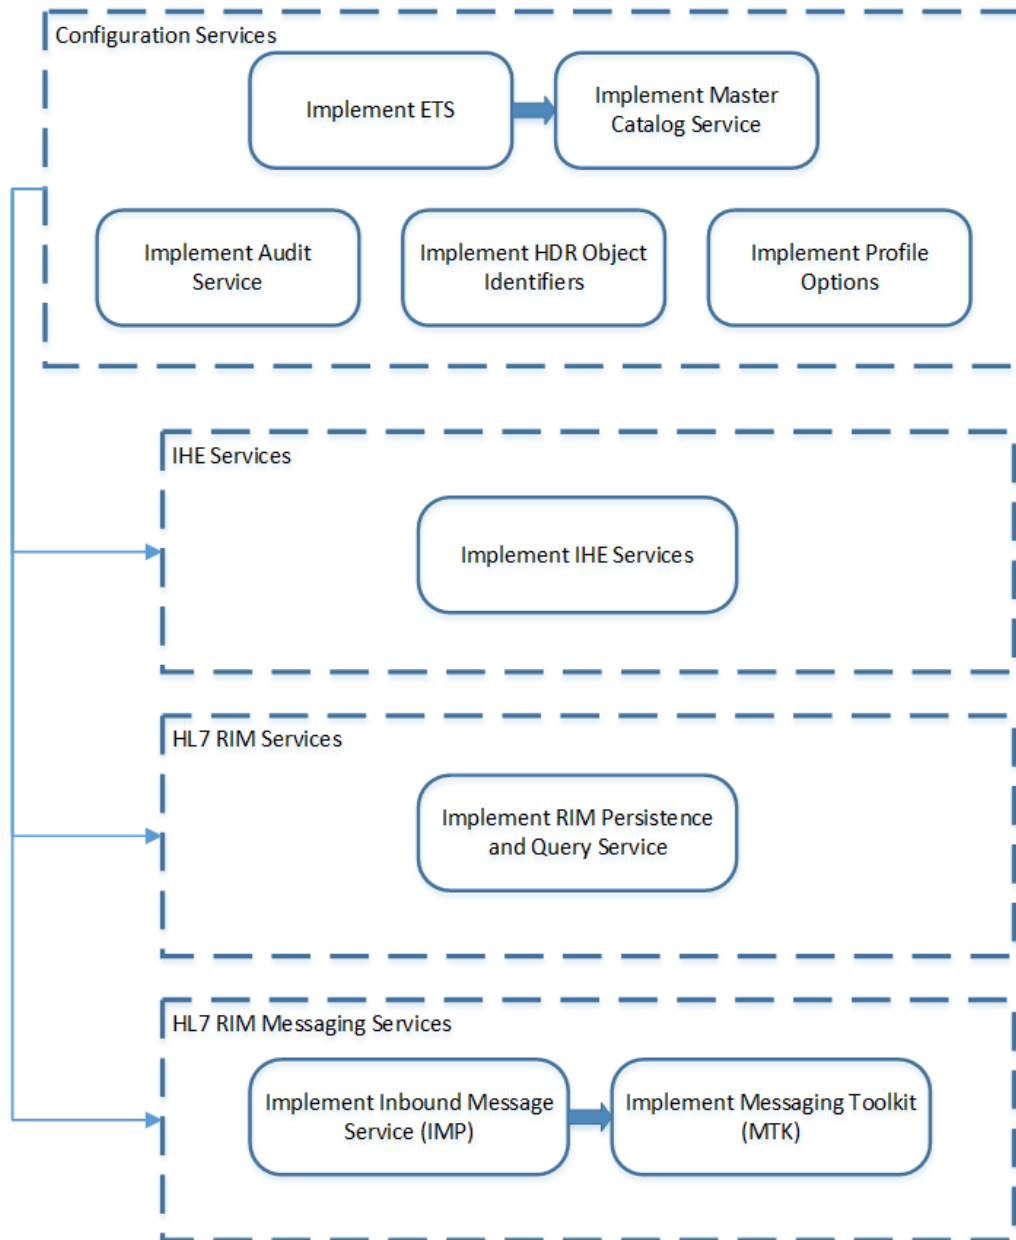 Configuration Services
Implement ETS
Implement Master
Catalog Service
Implement Audit
Service
Implement HDR Object
Identifiers
Implement Profile
Options
IHE Services
Implement IHE Services
HL7 RIM Services
Implement RIM Persistence
and Query Service
HL7 RIM Messaging Services
Implement Inbound Message
Service (IMP)
Implement Messaging Toolkit
(MTK)